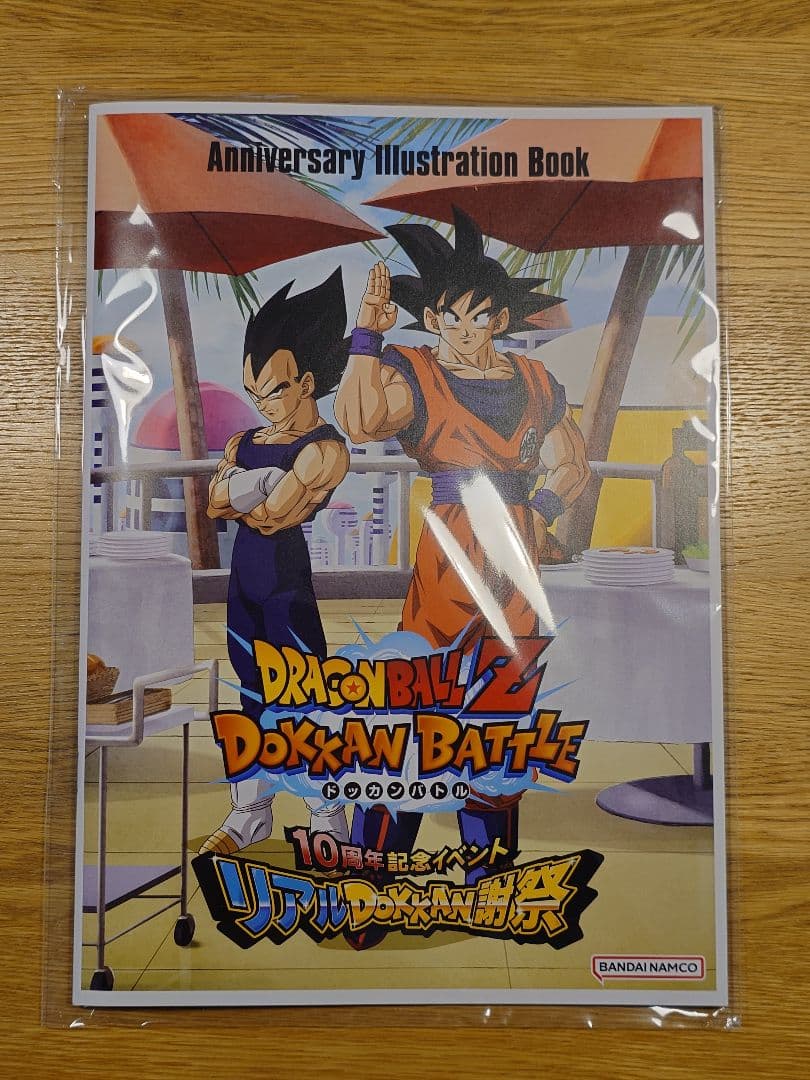 Anniversary Illustration Book
DRAGON BALL Z
DOKKAN BATTLE
ドッカンバトル
10周年記念イベント
リアルDOKKAN謝祭
BANDAI NAMCO